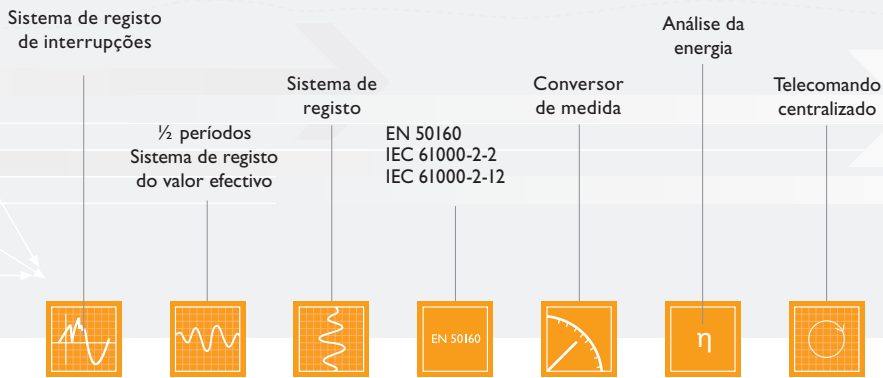 Sistema de registo
de interrupções
½ períodos
Sistema de registo
do valor efectivo
Sistema de
registo
EN 50160
IEC 61000-2-2
IEC 61000-2-12
Conversor
de medida
Análise da
energia
Telecomando
centralizado
EN 50160
η